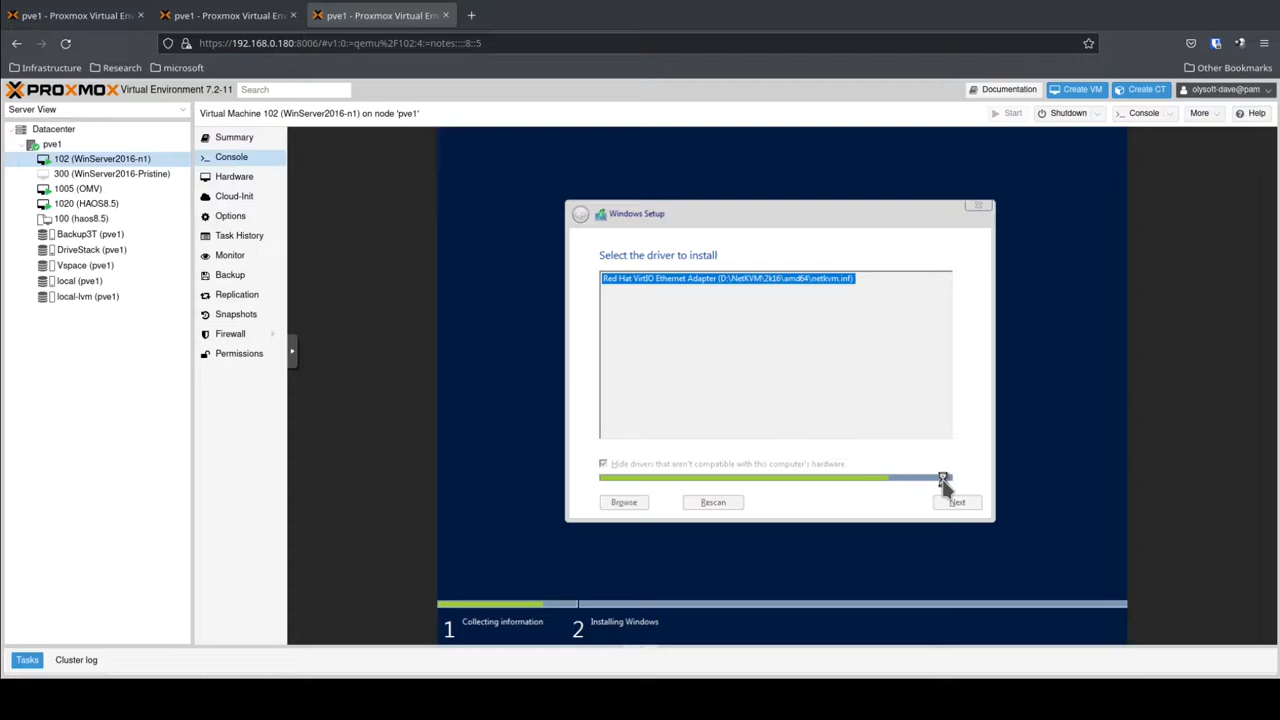 pve1 - Proxmox Virtual En
pve1 - Proxmox Virtual En
pve1 - Proxmox Virtual En
https://192.168.0.180:8006/#v1:0:=qemu%2F102:4:=notes::::8::5
Infrastructure
Research
microsoft
Other Bookmarks
PROXMOX Virtual Environment 7.2-11
Search
Documentation
Create VM
Create CT
olysoft-dave@pam
Server View
Virtual Machine 102 (WinServer2016-n1) on node 'pve1'
Start
Shutdown
Console
More
Help
Datacenter
pve1
102 (WinServer2016-n1)
300 (WinServer2016-Pristine)
1005 (OMV)
1020 (HAOS8.5)
100 (haos8.5)
Backup3T (pve1)
DriveStack (pve1)
Vspace (pve1)
local (pve1)
local-lvm (pve1)
Summary
Console
Hardware
Cloud-Init
Options
Task History
Monitor
Backup
Replication
Snapshots
Firewall
Permissions
Windows Setup
Select the driver to install
Red Hat VirtIO Ethernet Adapter (D:\NetKVM\2k16\amd64\netkvm.inf)
Hide drivers that aren't compatible with this computer's hardware.
Browse
Rescan
Next
1 Collecting information
2 Installing Windows
Tasks
Cluster log